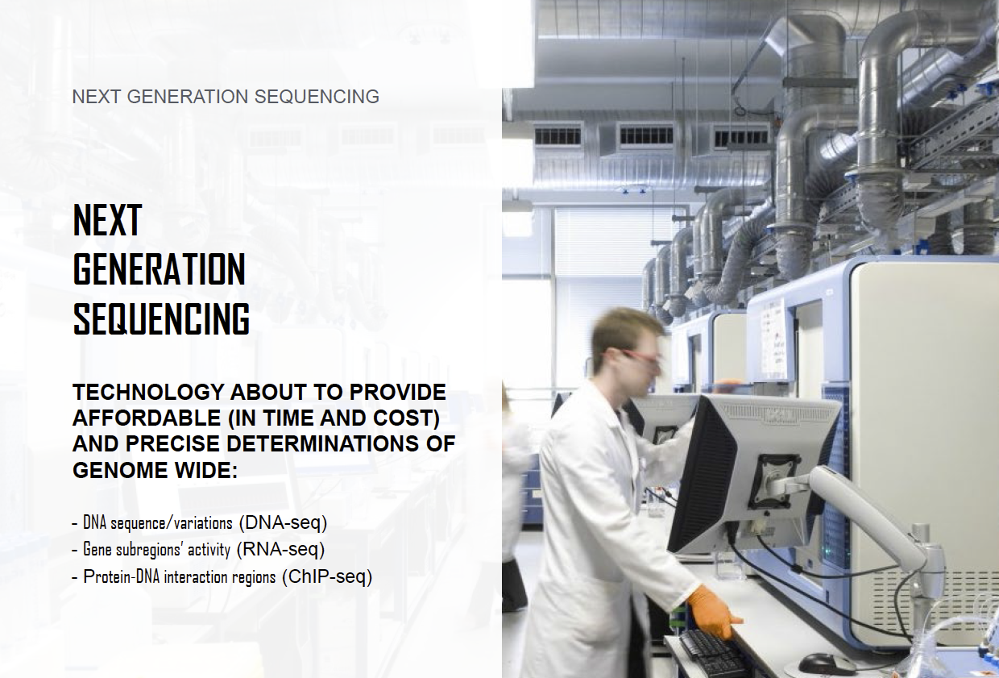 NEXT GENERATION SEQUENCING
NEXT
GENERATION
SEQUENCING
TECHNOLOGY ABOUT TO PROVIDE
AFFORDABLE (IN TIME AND COST)
AND PRECISE DETERMINATIONS OF
GENOME WIDE:
- DNA sequence/variations (DNA-seq)
- Gene subregions’ activity (RNA-seq)
- Protein-DNA interaction regions (ChIP-seq)